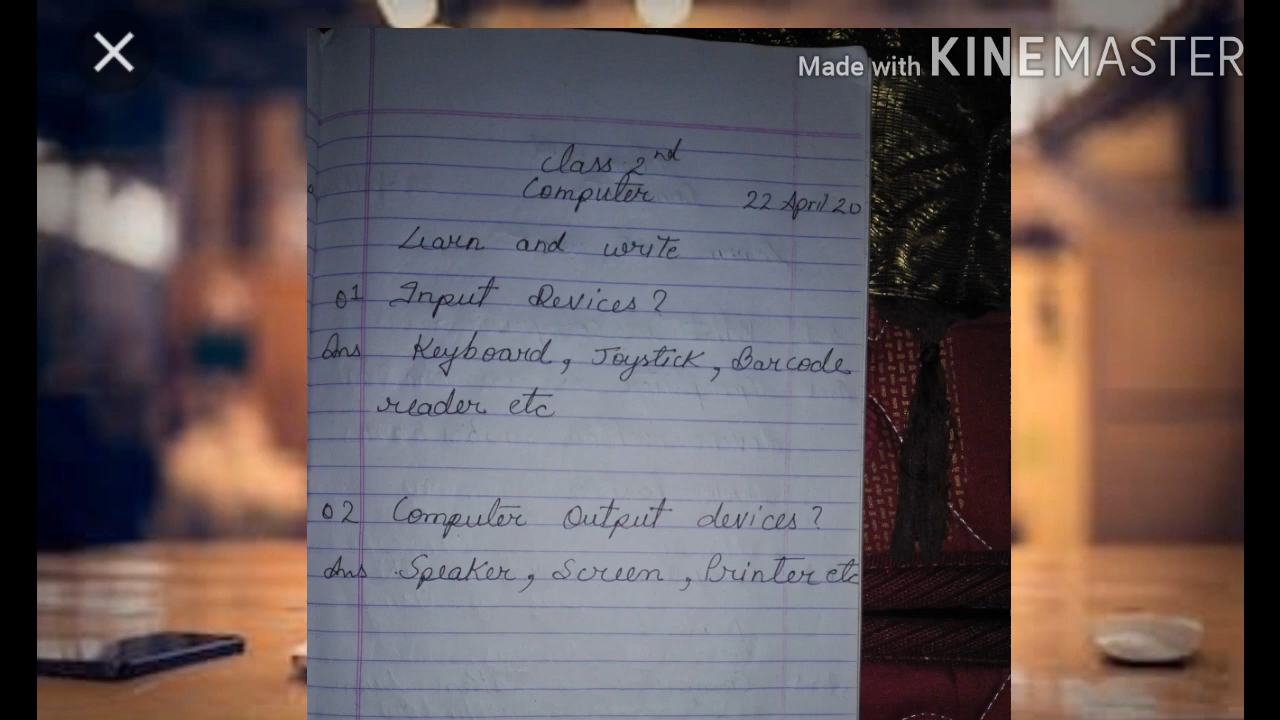 Made with KINEMASTER
Class 2nd
Computer
22 April 20
Learn and write
Q1 Input Devices?
Ans Keyboard, Joystick, Barcode
reader etc
Q2 Computer Output devices?
Ans Speaker, Screen, Printer etc